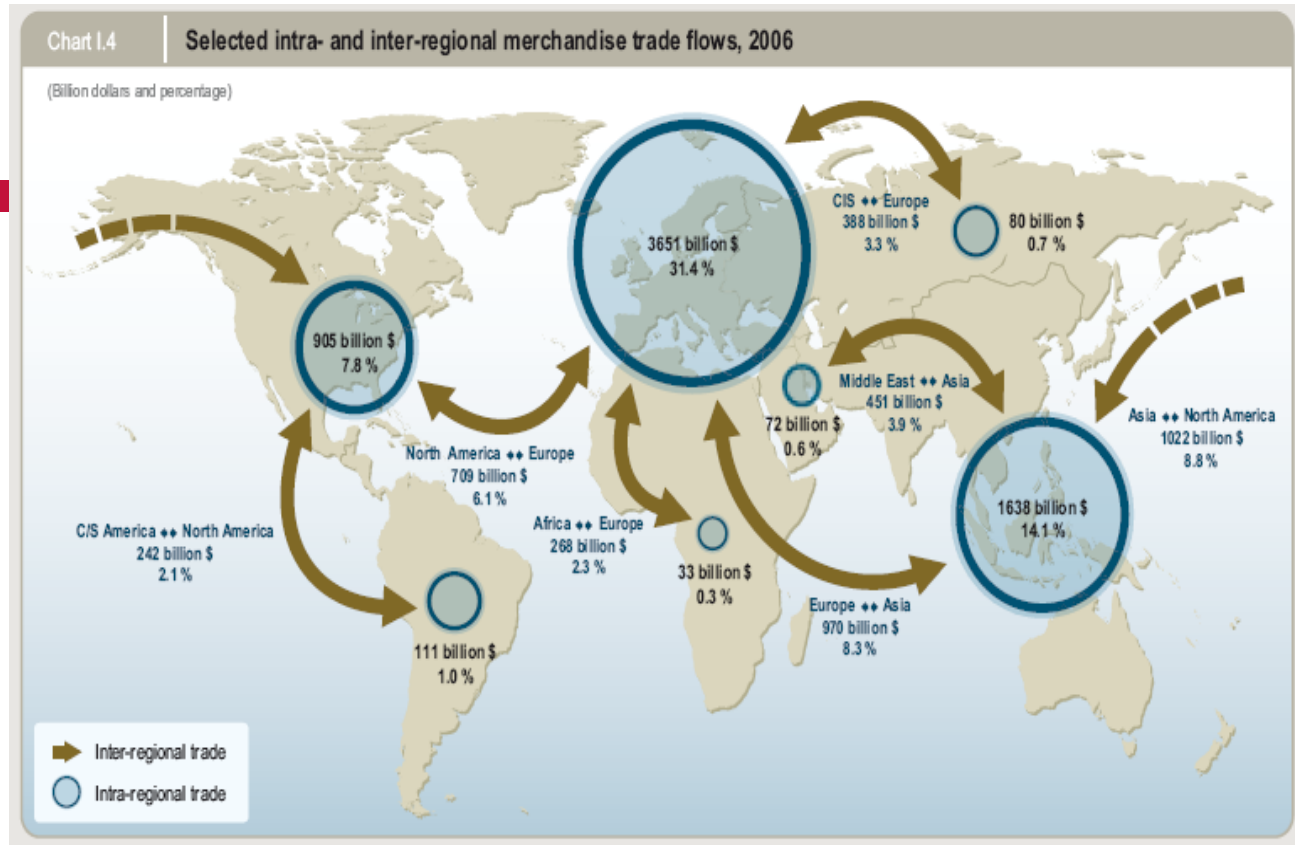 Chart I.4
Selected intra- and inter-regional merchandise trade flows, 2006
(Billion dollars and percentage)
CIS ♦♦ Europe
388 billion $
3.3 %
80 billion $
0.7 %
3651 billion $
31.4 %
905 billion $
7.8 %
Middle East ♦♦ Asia
451 billion $
3.9 %
72 billion $
0.6 %
Asia ♦♦ North America
1022 billion $
8.8 %
North America ♦♦ Europe
709 billion $
6.1 %
1638 billion $
14.1 %
C/S America ♦♦ North America
242 billion $
2.1 %
Africa ♦♦ Europe
268 billion $
2.3 %
33 billion $
0.3 %
Europe ♦♦ Asia
970 billion $
8.3 %
111 billion $
1.0 %
Inter-regional trade
Intra-regional trade